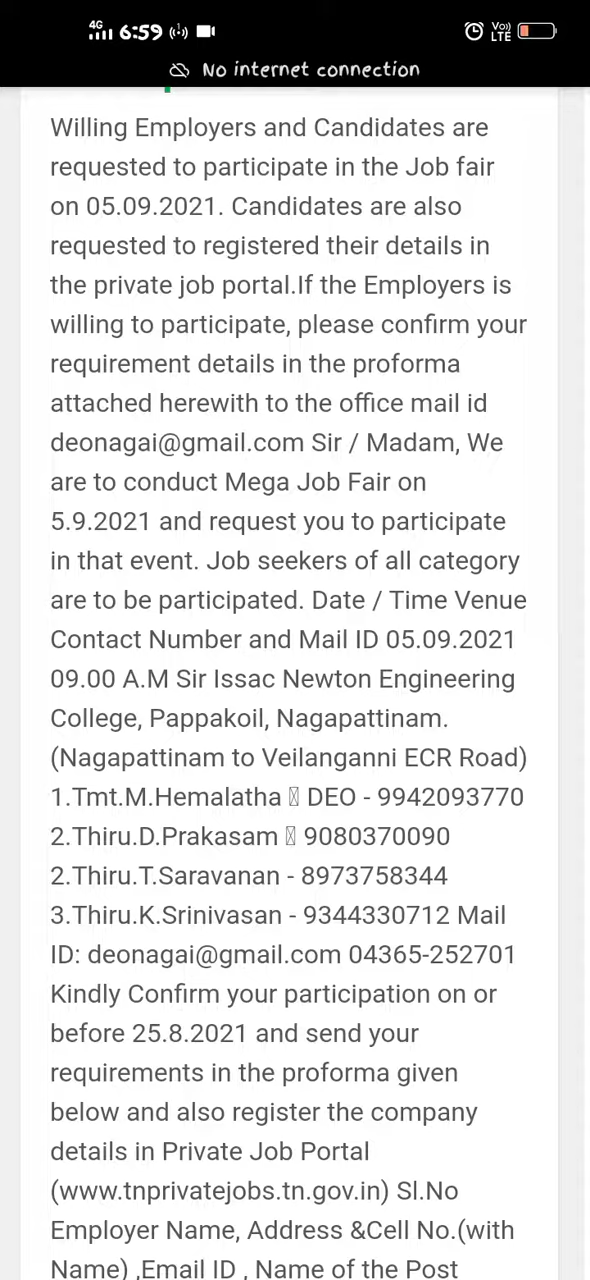 4G 6:59 Vo)) LTE
No internet connection
Willing Employers and Candidates are
requested to participate in the Job fair
on 05.09.2021. Candidates are also
requested to registered their details in
the private job portal.If the Employers is
willing to participate, please confirm your
requirement details in the proforma
attached herewith to the office mail id
deonagai@gmail.com Sir / Madam, We
are to conduct Mega Job Fair on
5.9.2021 and request you to participate
in that event. Job seekers of all category
are to be participated. Date / Time Venue
Contact Number and Mail ID 05.09.2021
09.00 A.M Sir Issac Newton Engineering
College, Pappakoil, Nagapattinam.
(Nagapattinam to Veilanganni ECR Road)
1.Tmt.M.Hemalatha  DEO - 9942093770
2.Thiru.D.Prakasam  9080370090
2.Thiru.T.Saravanan - 8973758344
3.Thiru.K.Srinivasan - 9344330712 Mail
ID: deonagai@gmail.com 04365-252701
Kindly Confirm your participation on or
before 25.8.2021 and send your
requirements in the proforma given
below and also register the company
details in Private Job Portal
(www.tnprivatejobs.tn.gov.in) Sl.No
Employer Name, Address &Cell No.(with
Name) ,Email ID , Name of the Post